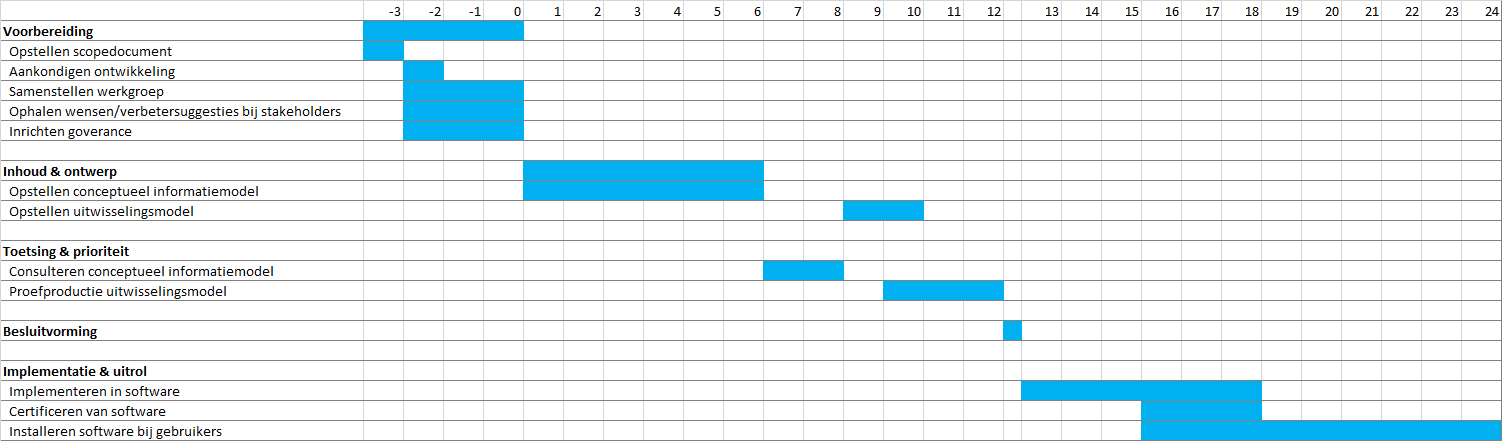 -3 -2 -1 0 1 2 3 4 5 6 7 8 9 10 11 12 13 14 15 16 17 18 19 20 21 22 23 24
Voorbereiding
Opstellen scopedocument
Aankondigen ontwikkeling
Samenstellen werkgroep
Ophalen wensen/verbetersuggesties bij stakeholders
Inrichten goverance
Inhoud & ontwerp
Opstellen conceptueel informatiemodel
Opstellen uitwisselingsmodel
Toetsing & prioriteit
Consulteren conceptueel informatiemodel
Proefproductie uitwisselingsmodel
Besluitvorming
Implementatie & uitrol
Implementeren in software
Certificeren van software
Installeren software bij gebruikers